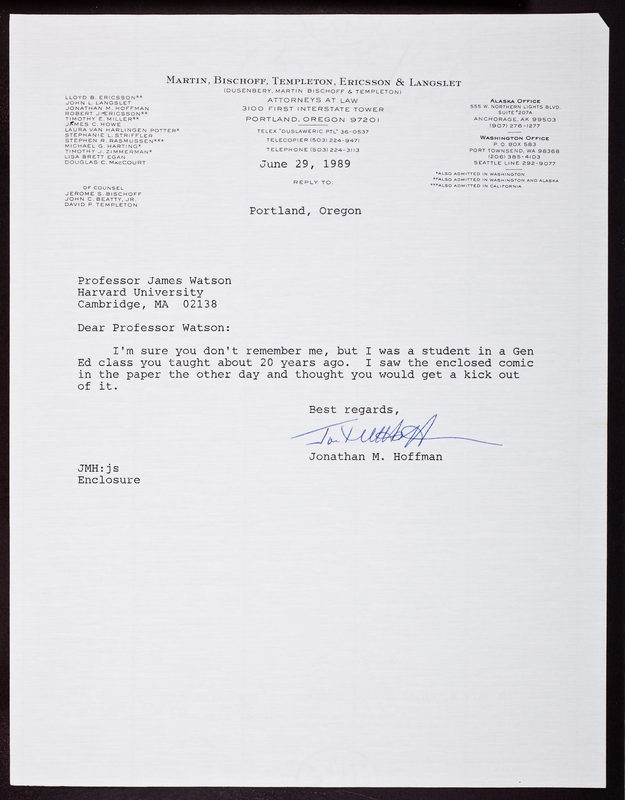 MARTIN, BISCHOFF, TEMPLETON, ERICSSON & LANGSLET
(DUSENBERY, MARTIN BISCHOFF & TEMPLETON)
ATTORNEYS AT LAW
3100 FIRST INTERSTATE TOWER
PORTLAND, OREGON 97201
TELEX "DUSLAWERIC PTL" 36-0537
TELECOPIER (503) 224-9471
TELEPHONE (503) 224-3113
LLOYD B. ERICSSON**
JOHN L. LANGSLET
JONATHAN M. HOFFMAN
ROBERT J. ERICSSON**
TIMOTHY E. MILLER**
JAMES C. HOWE
LAURA VAN HARLINGEN POTTER*
STEPHANIE L. STRIFFLER
STEPHEN R. RASMUSSEN***
MICHAEL G. HARTING*
TIMOTHY J. ZIMMERMAN*
LISA BRETT EGAN
DOUGLAS C. MacCOURT
OF COUNSEL
JEROME S. BISCHOFF
JOHN C. BEATTY, JR.
DAVID P. TEMPLETON
ALASKA OFFICE
555 W. NORTHERN LIGHTS BLVD.
SUITE #207A
ANCHORAGE, AK 99503
(907) 276-1277
WASHINGTON OFFICE
P. O. BOX 583
PORT TOWNSEND, WA 98368
(206) 385-4103
SEATTLE LINE 292-9077
*ALSO ADMITTED IN WASHINGTON
**ALSO ADMITTED IN WASHINGTON AND ALASKA
***ALSO ADMITTED IN CALIFORNIA
June 29, 1989
REPLY TO:
Portland, Oregon
Professor James Watson
Harvard University
Cambridge, MA 02138
Dear Professor Watson:
I'm sure you don't remember me, but I was a student in a Gen
Ed class you taught about 20 years ago. I saw the enclosed comic
in the paper the other day and thought you would get a kick out
of it.
Best regards,
Jonathan M. Hoffman
JMH:js
Enclosure